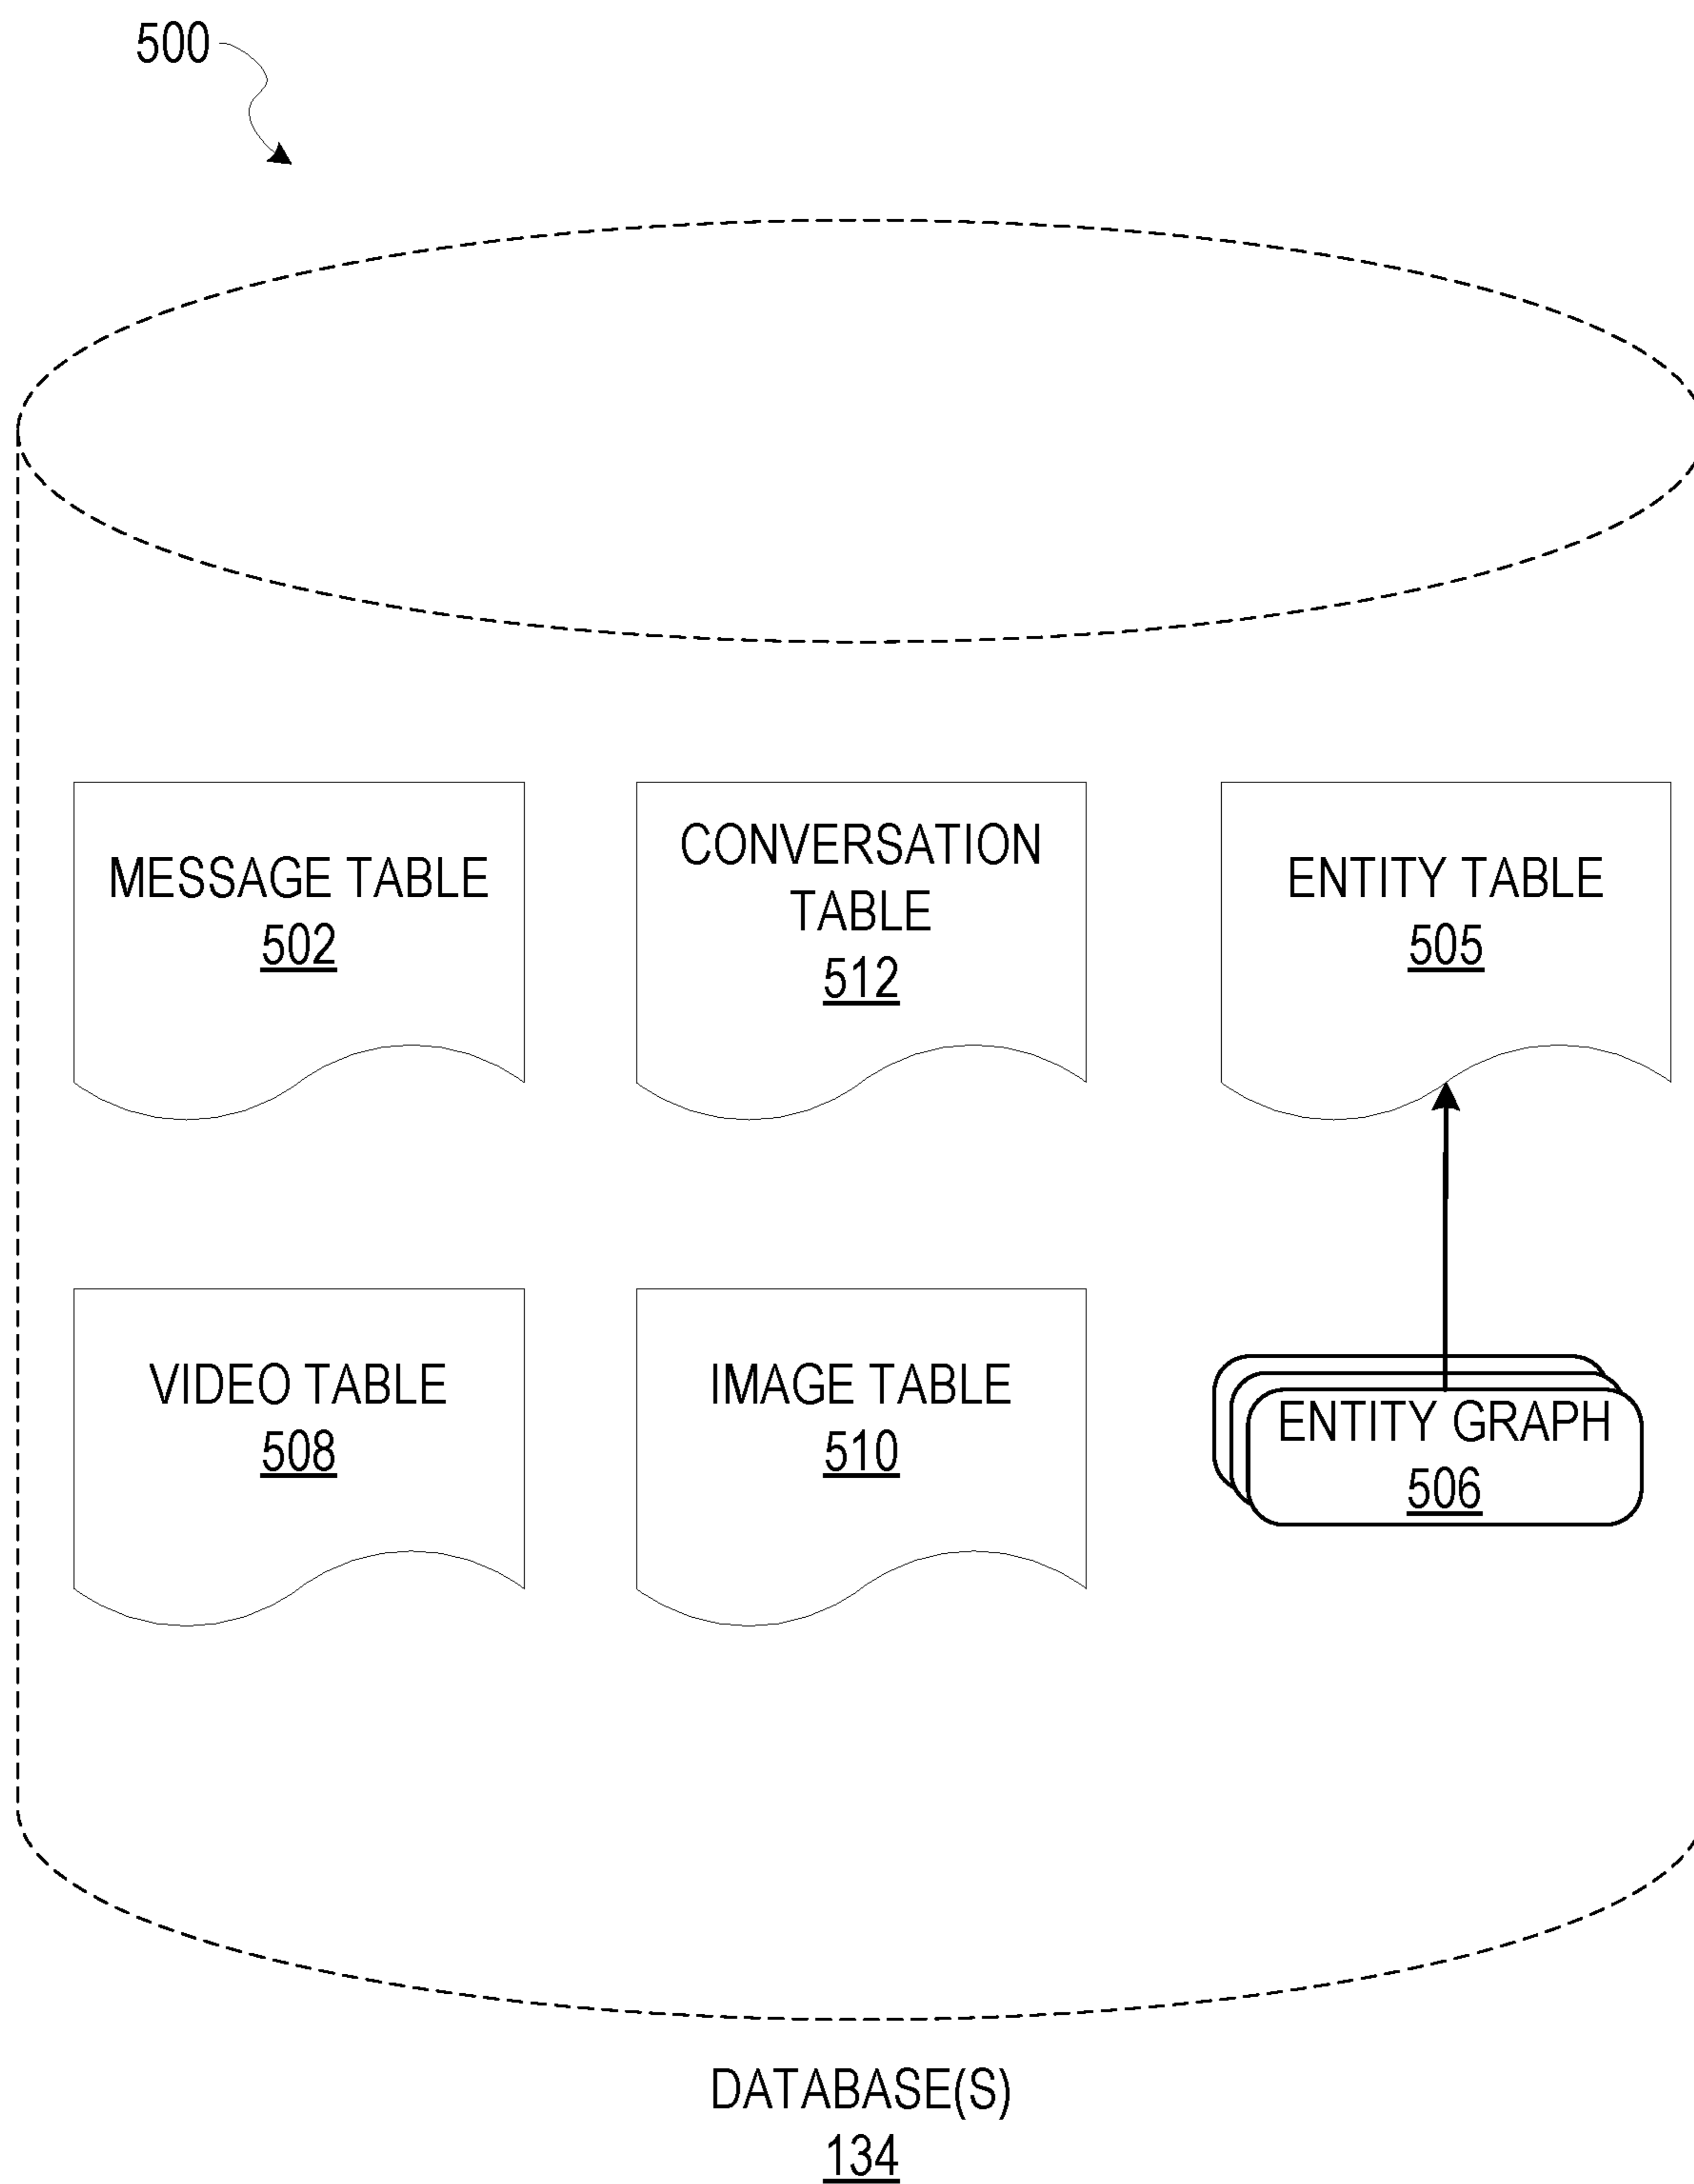 500
MESSAGE TABLE
502
CONVERSATION
TABLE
512
ENTITY TABLE
505
VIDEO TABLE
508
IMAGE TABLE
510
ENTITY GRAPH
506
DATABASE(S)
134